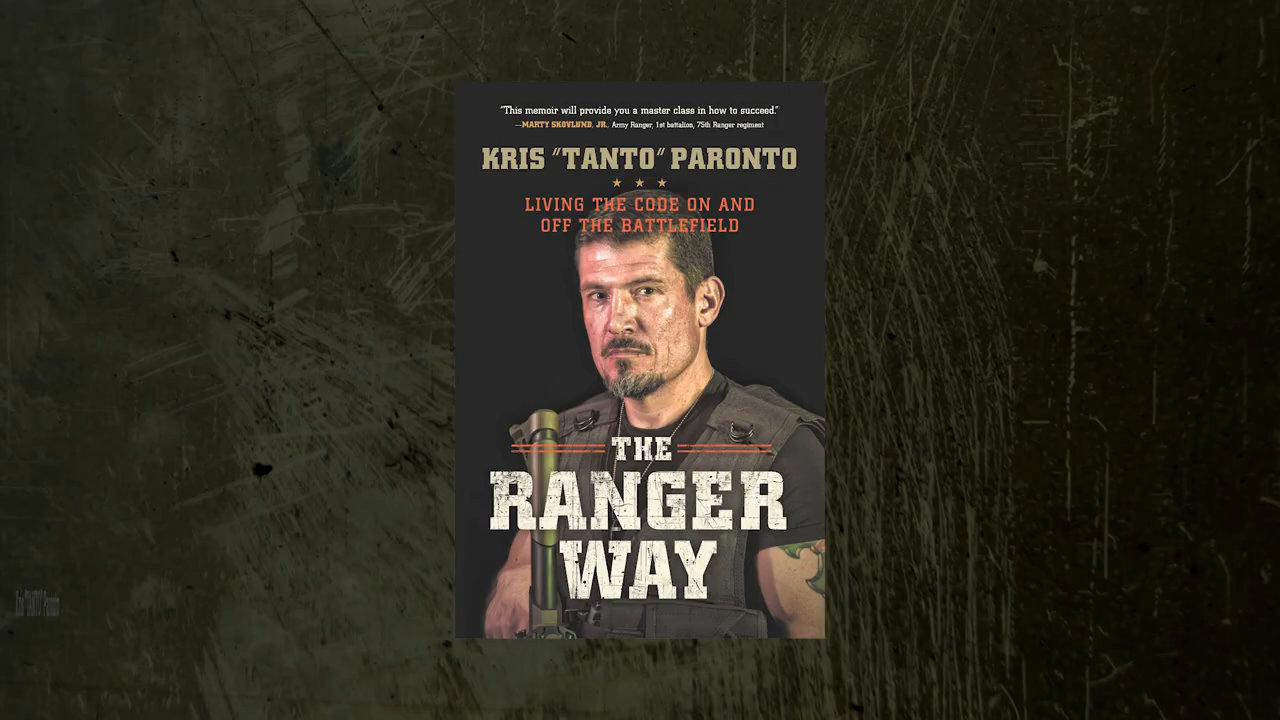 "This memoir will provide you a master class in how to succeed."
—MARTY SKOVLUND, JR., Army Ranger, 1st battalion, 75th Ranger regiment
KRIS "TANTO" PARONTO
LIVING THE CODE ON AND
OFF THE BATTLEFIELD
THE
RANGER
WAY